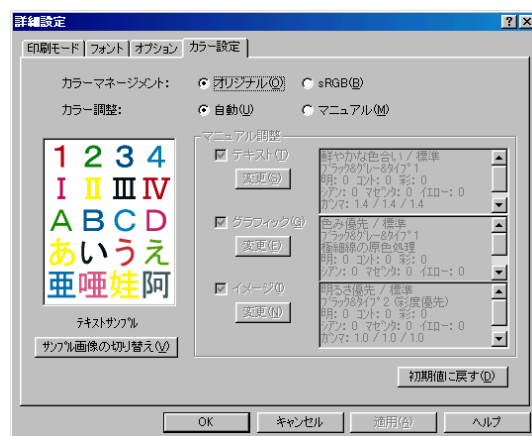 詳細設定
印刷モード フォント オプション カラー設定
カラーマネージメント: オリジナル(O) sRGB(B)
カラー調整: 自動(U) マニュアル(M)
マニュアル調整
1 2 3 4
I II III IV
A B C D
あ い う え
亜 唖 娃 阿
テキストサンプル
サンプル画像の切り替え(V)
テキスト(T)
変更(S)
鮮やかな色合い / 標準
ブラック&グレー&タイプ1
明: 0 コント: 0 彩: 0
シアン: 0 マゼンタ: 0 イエロー: 0
ガンマ: 1.4 / 1.4 / 1.4
グラフィック(G)
変更(E)
色み優先 / 標準
ブラック&グレー&タイプ1
極細線の原色処理
明: 0 コント: 0 彩: 0
シアン: 0 マゼンタ: 0 イエロー: 0
イメージ(I)
変更(N)
明るさ優先 / 標準
ブラック&タイプ2 (彩度優先)
明: 0 コント: 0 彩: 0
シアン: 0 マゼンタ: 0 イエロー: 0
ガンマ: 1.0 / 1.0 / 1.0
初期値に戻す(D)
OK キャンセル 適用(A) ヘルプ